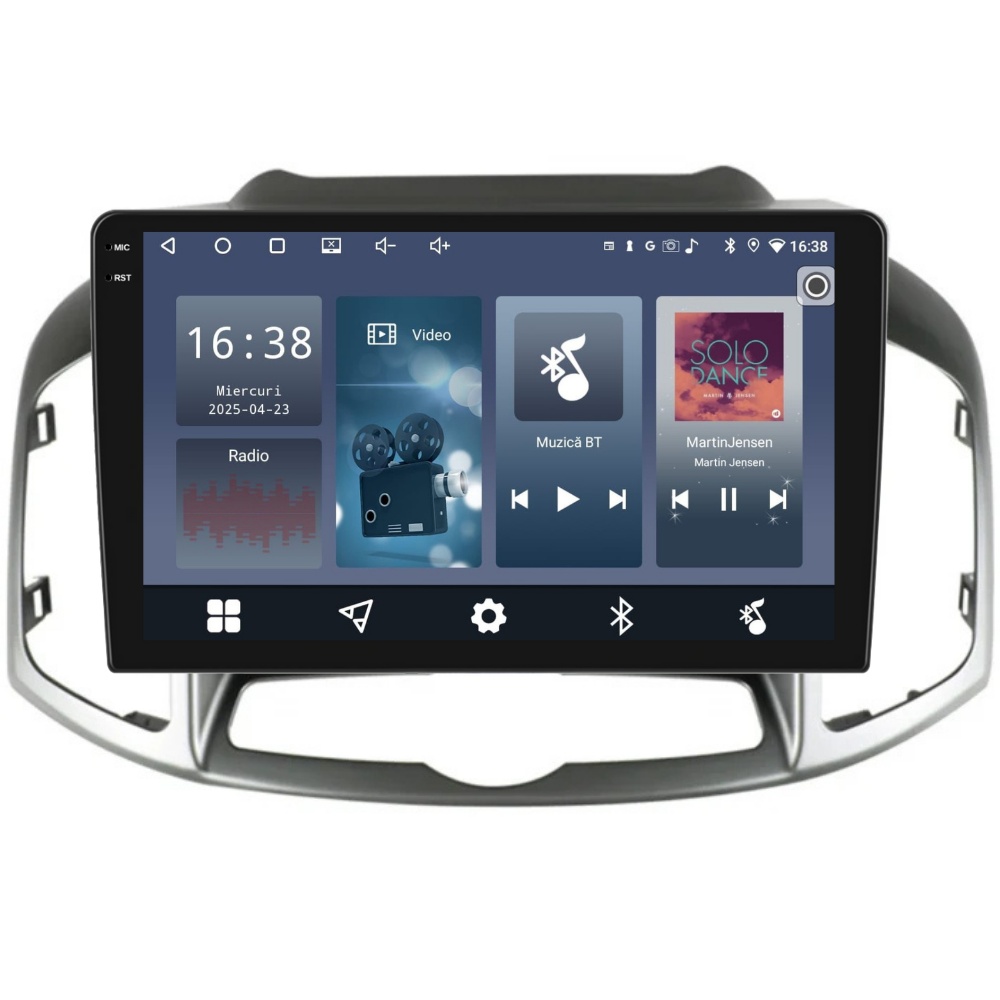 MIC
RST
16:38
16:38
Miercuri
2025-04-23
Radio
Video
Muzică BT
SOLO
DANCE
MARTIN JENSEN
MartinJensen
Martin Jensen